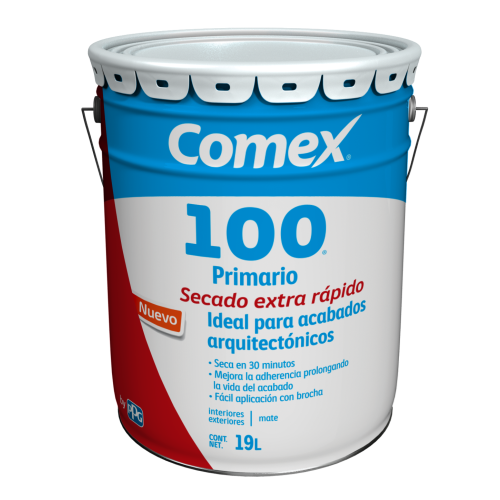 Comex®
100®
Primario
Secado extra rápido
Nuevo
Ideal para acabados
arquitectónicos
• Seca en 30 minutos
• Mejora la adherencia prolongando
la vida del acabado
• Fácil aplicación con brocha
interiores
exteriores | mate
CONT.
NET. 19L
by PPG